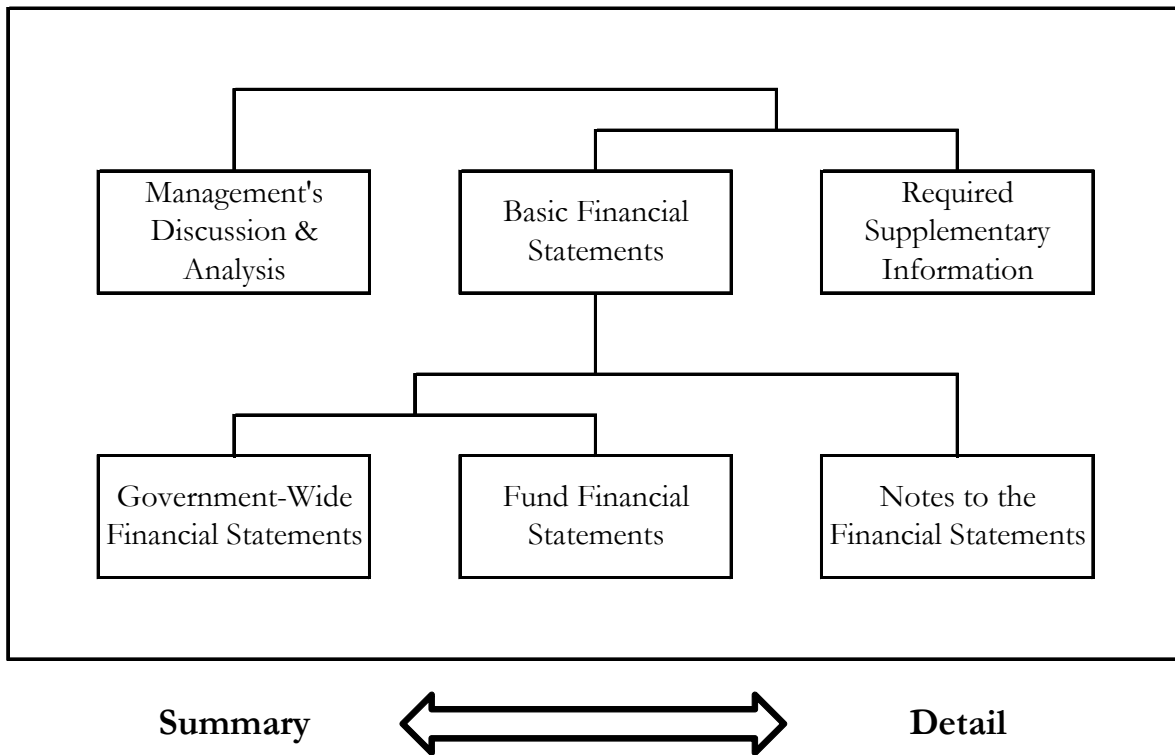 Management's
Discussion &
Analysis
Basic Financial
Statements
Required
Supplementary
Information
Government-Wide
Financial Statements
Fund Financial
Statements
Notes to the
Financial Statements
Summary
Detail